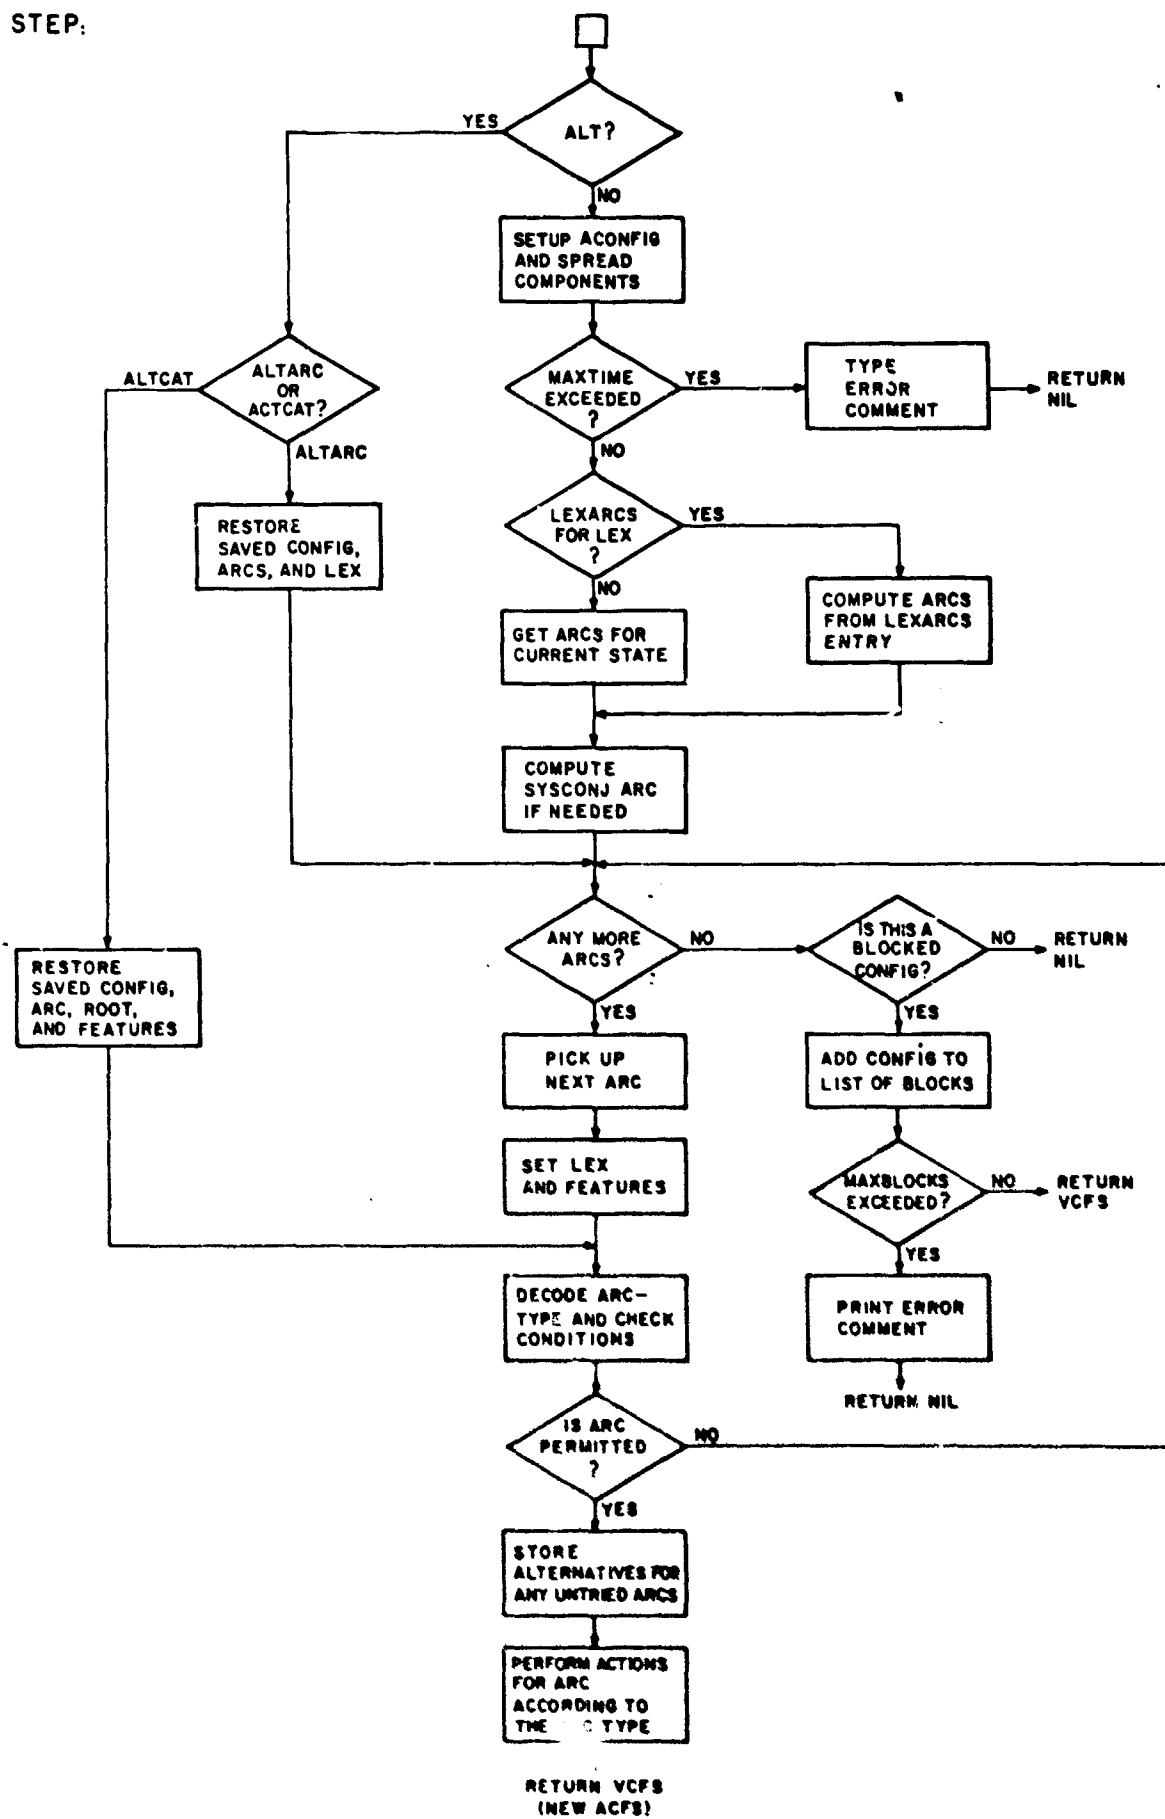 STEP:
ALT?
YES
NO
SETUP ACONFIG
AND SPREAD
COMPONENTS
ALTCAT
ALTARC
OR
ACTCAT?
ALTARC
MAXTIME
EXCEEDED
?
YES
TYPE
ERROR
COMMENT
RETURN
NIL
NO
RESTORE
SAVED CONFIG,
ARCS, AND LEX
LEXARCS
FOR LEX
?
YES
NO
COMPUTE ARCS
FROM LEXARCS
ENTRY
GET ARCS FOR
CURRENT STATE
COMPUTE
SYSCONJ ARC
IF NEEDED
ANY MORE
ARCS?
NO
IS THIS A
BLOCKED
CONFIG?
NO
RETURN
NIL
RESTORE
SAVED CONFIG,
ARC, ROOT,
AND FEATURES
YES
YES
PICK UP
NEXT ARC
ADD CONFIG TO
LIST OF BLOCKS
SET LEX
AND FEATURES
MAXBLOCKS
EXCEEDED?
NO
RETURN
VCFS
YES
DECODE ARC-
TYPE AND CHECK
CONDITIONS
PRINT ERROR
COMMENT
RETURN NIL
IS ARC
PERMITTED
?
NO
YES
STORE
ALTERNATIVES FOR
ANY UNTRIED ARCS
PERFORM ACTIONS
FOR ARC
ACCORDING TO
THE TYPE
RETURN VCFS
(NEW ACFS)